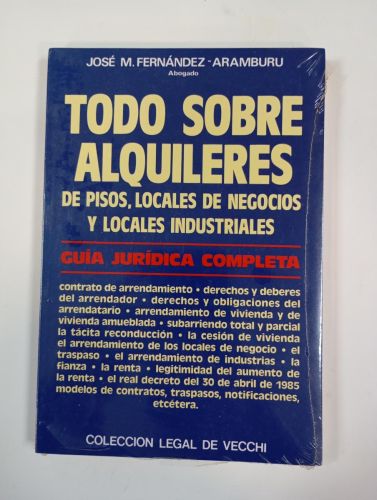 JOSÉ M. FERNÁNDEZ-ARAMBURU
Abogado
TODO SOBRE
ALQUILERES
DE PISOS, LOCALES DE NEGOCIOS
Y LOCALES INDUSTRIALES
GUÍA JURÍDICA COMPLETA
contrato de arrendamiento • derechos y deberes
del arrendador • derechos y obligaciones del
arrendatario • arrendamiento de vivienda y de
vivienda amueblada • subarriendo total y parcial
la tácita reconducción • la cesión de vivienda
el arrendamiento de los locales de negocio • el
traspaso • el arrendamiento de industrias • la
fianza • la renta • legitimidad del aumento de
la renta • el real decreto del 30 de abril de 1985
modelos de contratos, traspasos, notificaciones,
etcétera.
COLECCION LEGAL DE VECCHI